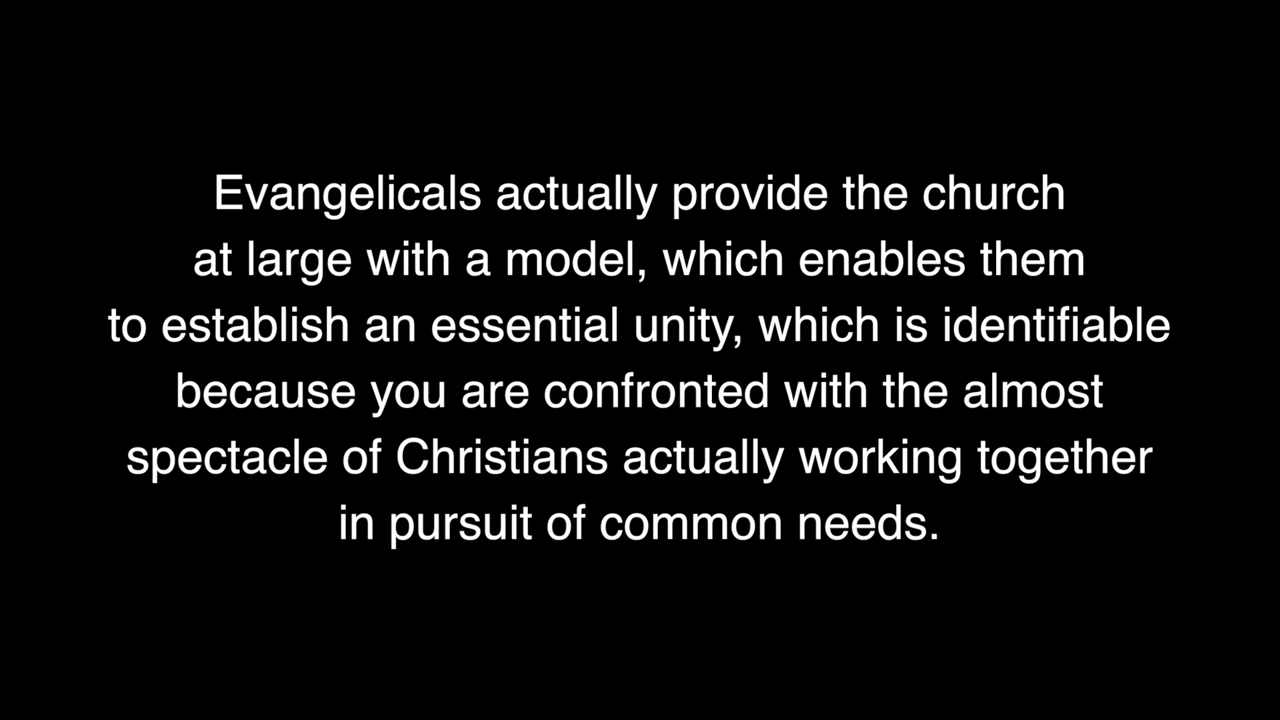 Evangelicals actually provide the church
at large with a model, which enables them
to establish an essential unity, which is identifiable
because you are confronted with the almost
spectacle of Christians actually working together
in pursuit of common needs.